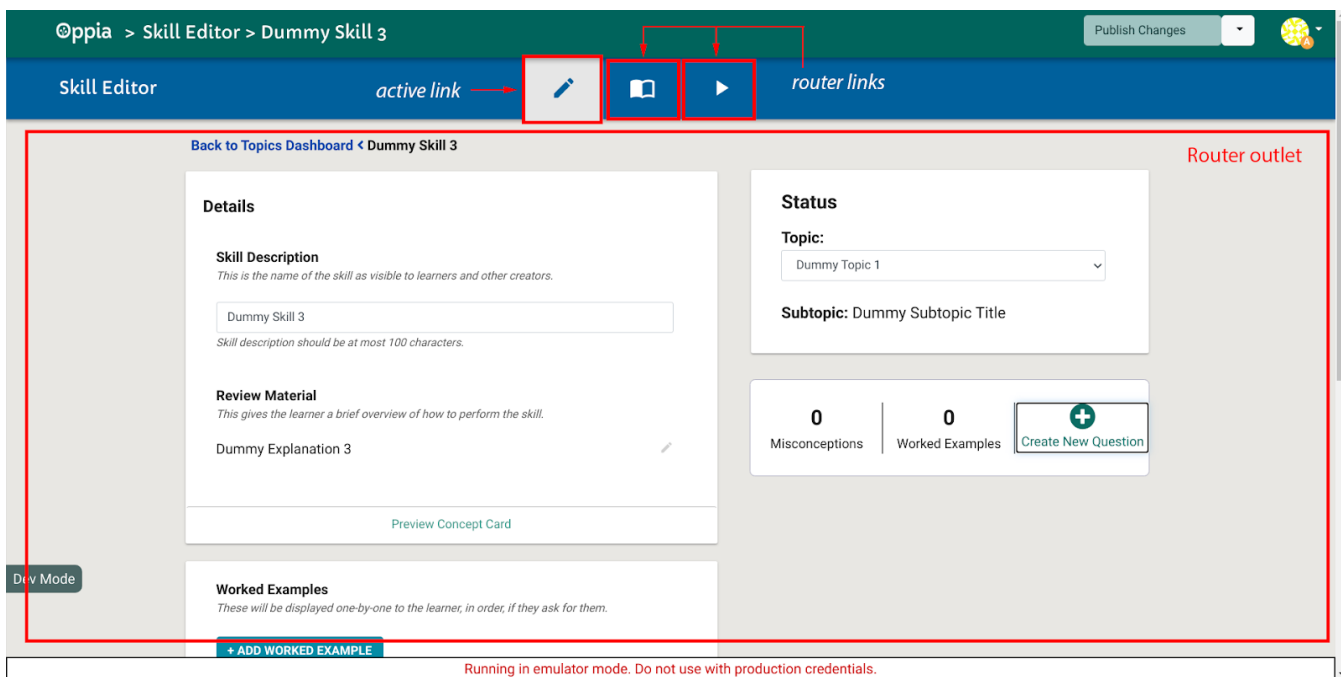 Oppia > Skill Editor > Dummy Skill 3
Publish Changes
A
Skill Editor
active link
router links
Router outlet
Back to Topics Dashboard < Dummy Skill 3
Details
Skill Description
This is the name of the skill as visible to learners and other creators.
Dummy Skill 3
Skill description should be at most 100 characters.
Review Material
This gives the learner a brief overview of how to perform the skill.
Dummy Explanation 3
Preview Concept Card
Status
Topic:
Dummy Topic 1
Subtopic: Dummy Subtopic Title
0
Misconceptions
0
Worked Examples
Create New Question
Dev Mode
Worked Examples
These will be displayed one-by-one to the learner, in order, if they ask for them.
+ ADD WORKED EXAMPLE
Running in emulator mode. Do not use with production credentials.